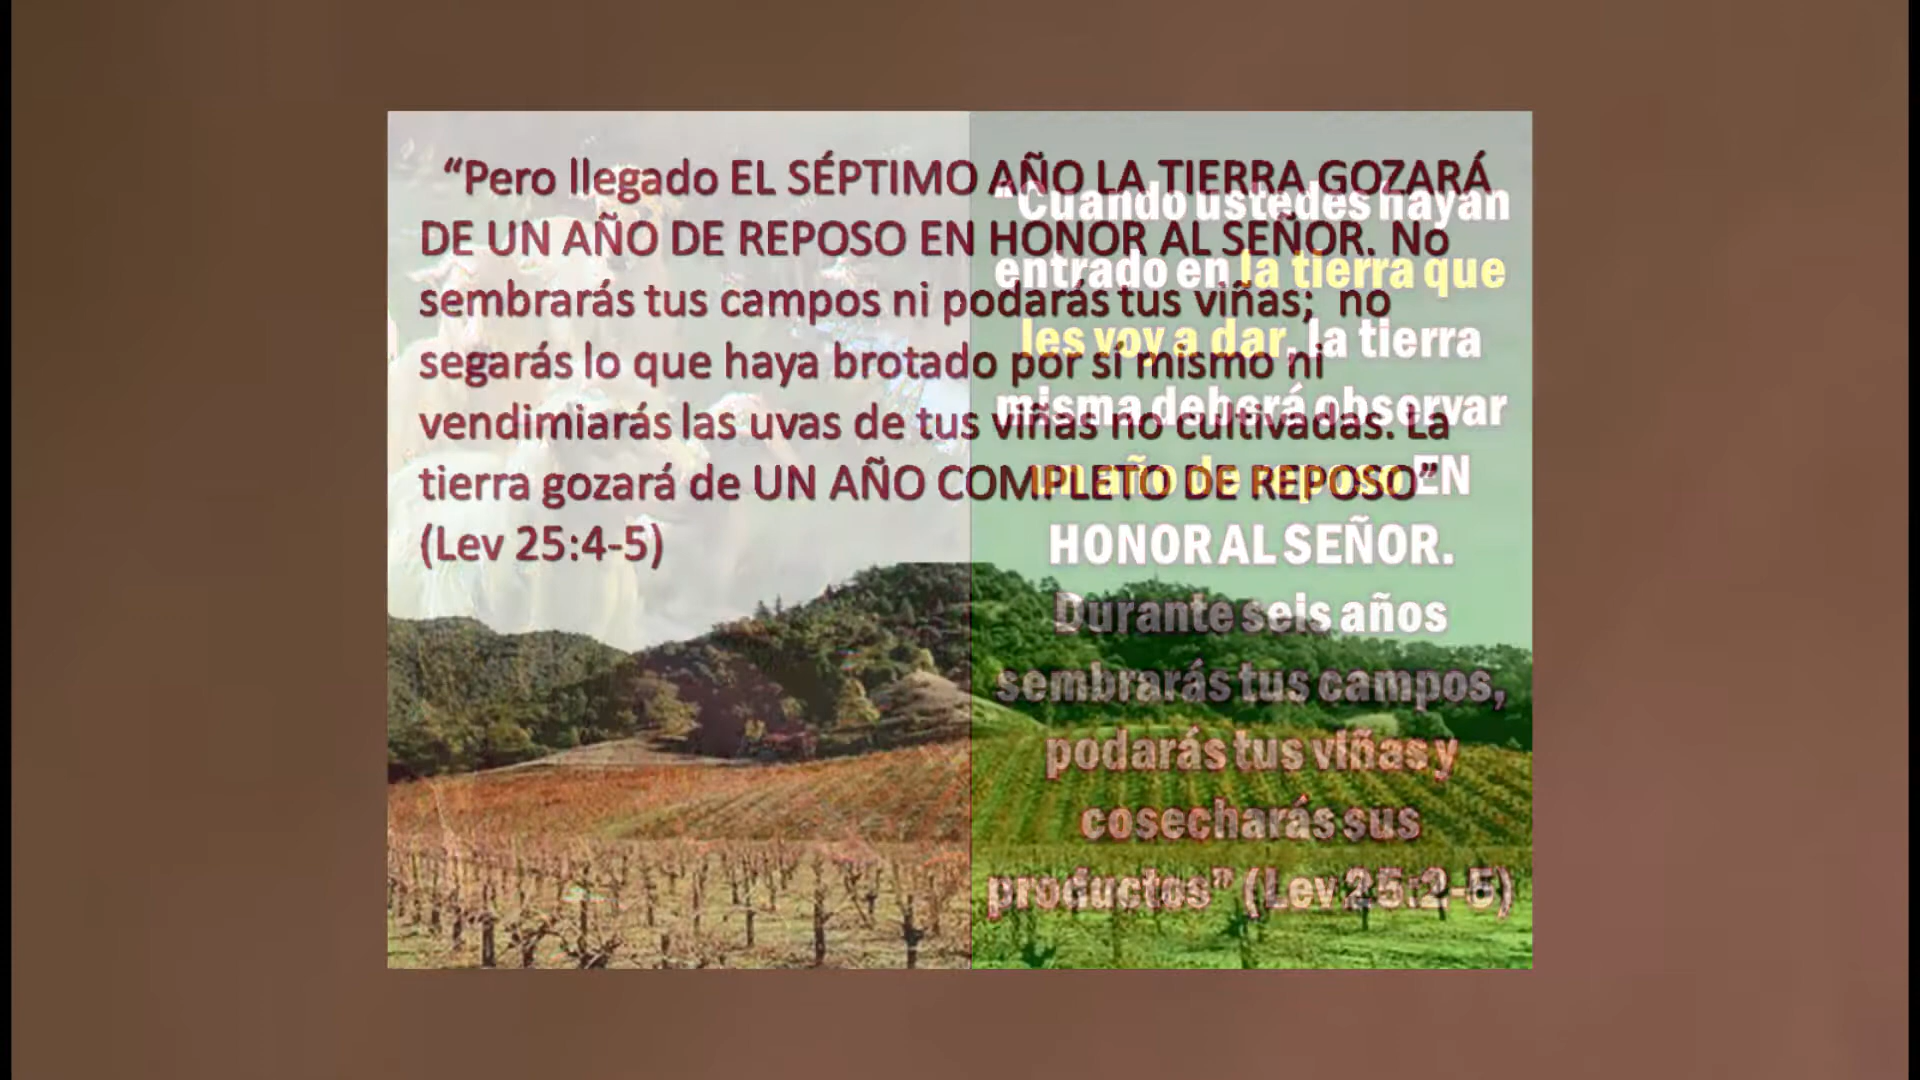 “Pero llegado EL SÉPTIMO AÑO LA TIERRA GOZARÁ
DE UN AÑO DE REPOSO EN HONOR AL SEÑOR. No
sembrarás tus campos ni podarás tus viñas; no
segarás lo que haya brotado por sí mismo ni
vendimiarás las uvas de tus viñas no cultivadas. La
tierra gozará de UN AÑO COMPLETO DE REPOSO”
(Lev 25:4-5)
“Cuando ustedes hayan
entrado en la tierra que
les voy a dar, la tierra
misma deberá observar
un año de reposo EN
HONOR AL SEÑOR.
Durante seis años
sembrarás tus campos,
podarás tus viñas y
cosecharás sus
productos” (Lev 25:2-5)